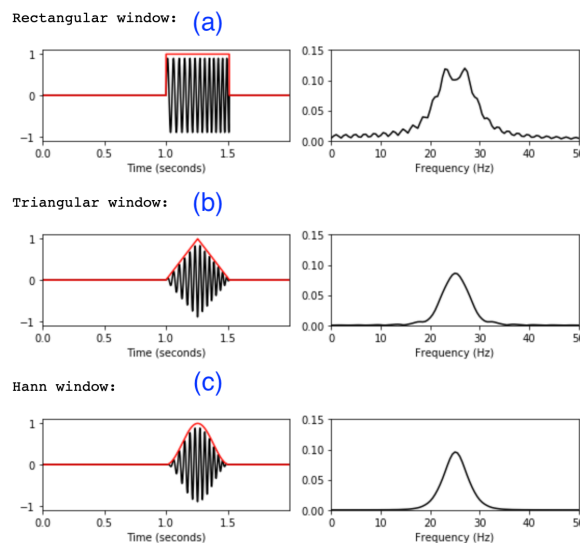 Rectangular window: (a)
1
0
−1
0.0 0.5 1.0 1.5
Time (seconds)
0.15
0.10
0.05
0.00
0 10 20 30 40 50
Frequency (Hz)
Triangular window: (b)
1
0
−1
0.0 0.5 1.0 1.5
Time (seconds)
0.15
0.10
0.05
0.00
0 10 20 30 40 50
Frequency (Hz)
Hann window: (c)
1
0
−1
0.0 0.5 1.0 1.5
Time (seconds)
0.15
0.10
0.05
0.00
0 10 20 30 40 50
Frequency (Hz)